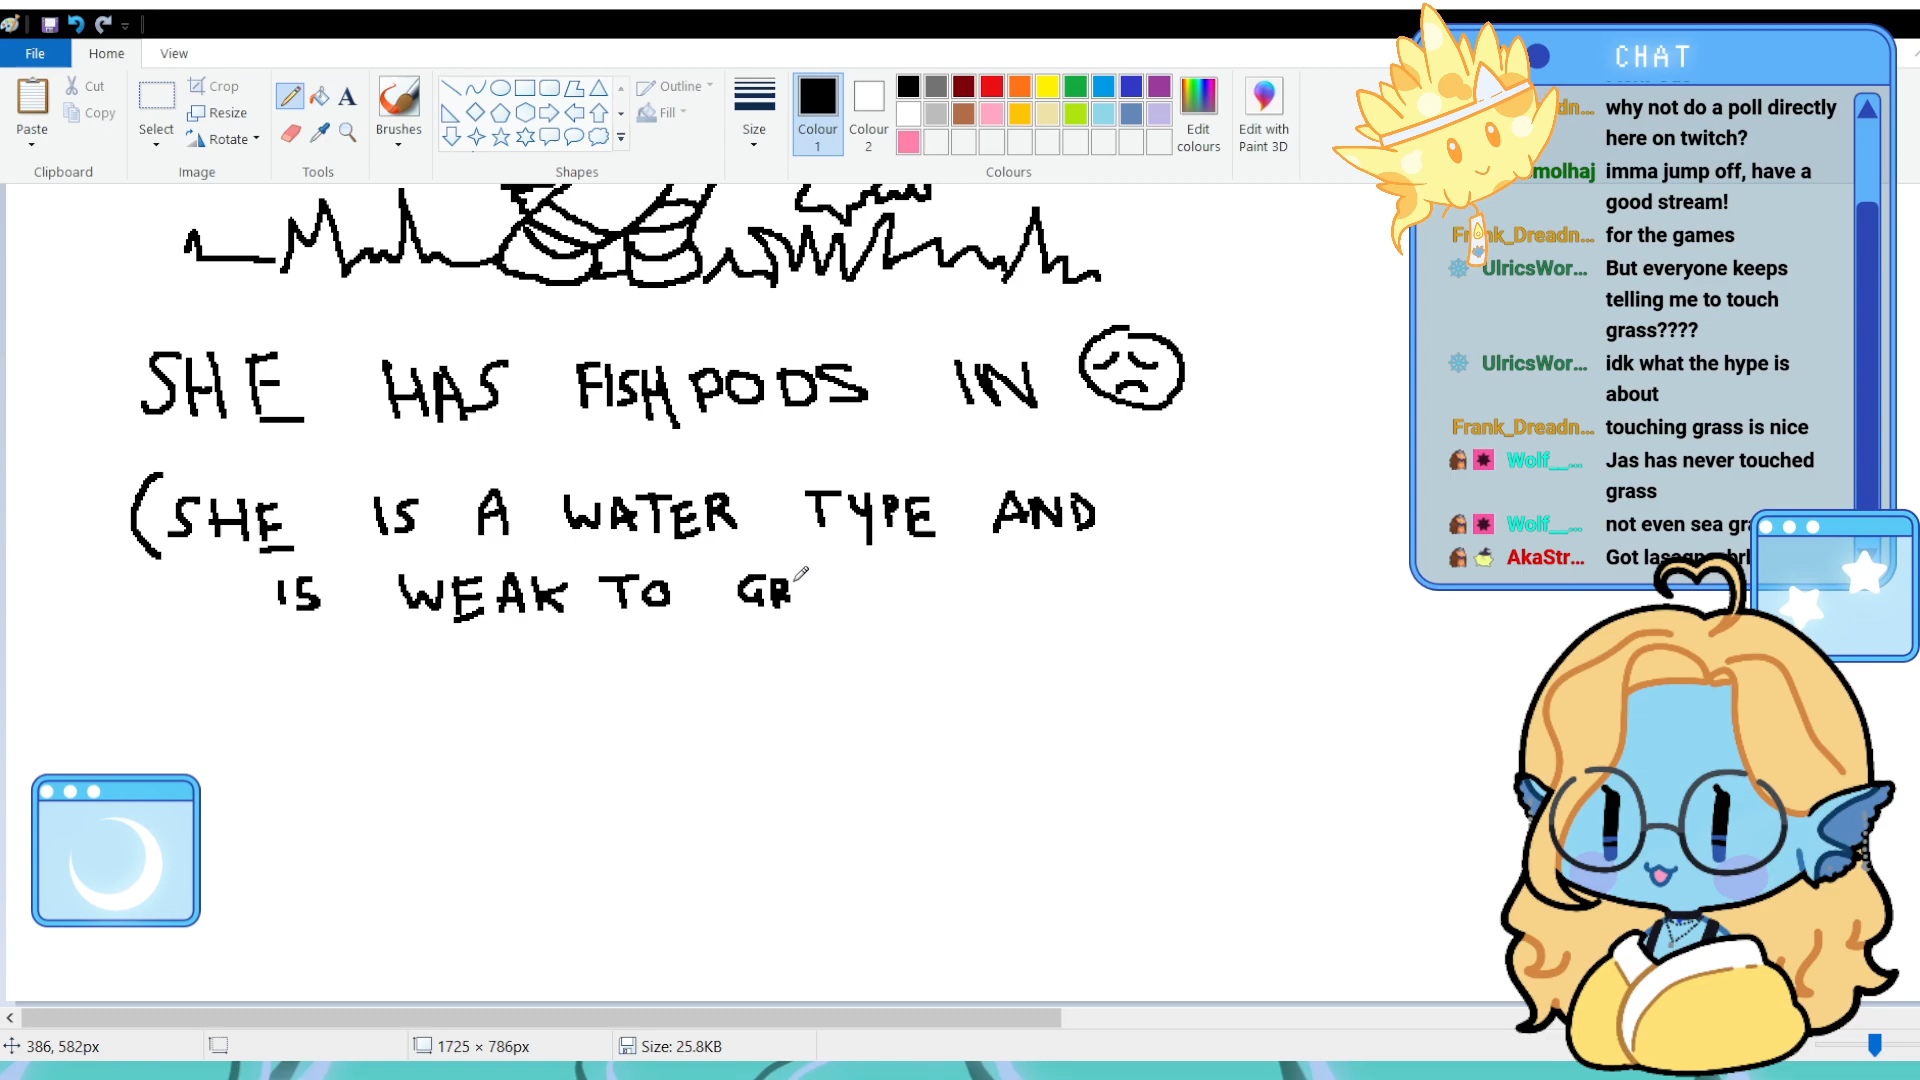 File Home View
Paste Cut Copy Select Crop Resize Rotate Brushes Outline Fill Size Colour 1 Colour 2 Edit colours Edit with Paint 3D
Clipboard Image Tools Shapes Colours
SHE HAS FISHPODS IN
(SHE IS A WATER TYPE AND
IS WEAK TO GR
CHAT
why not do a poll directly
here on twitch?
molhaj imma jump off, have a
good stream!
Frank_Dreadn... for the games
UlricsWor... But everyone keeps
telling me to touch
grass????
UlricsWor... idk what the hype is
about
Frank_Dreadn... touching grass is nice
Wolf__... Jas has never touched
grass
Wolf__... not even sea gra
AkaStr... Got
386, 582px 1725 × 786px Size: 25.8KB